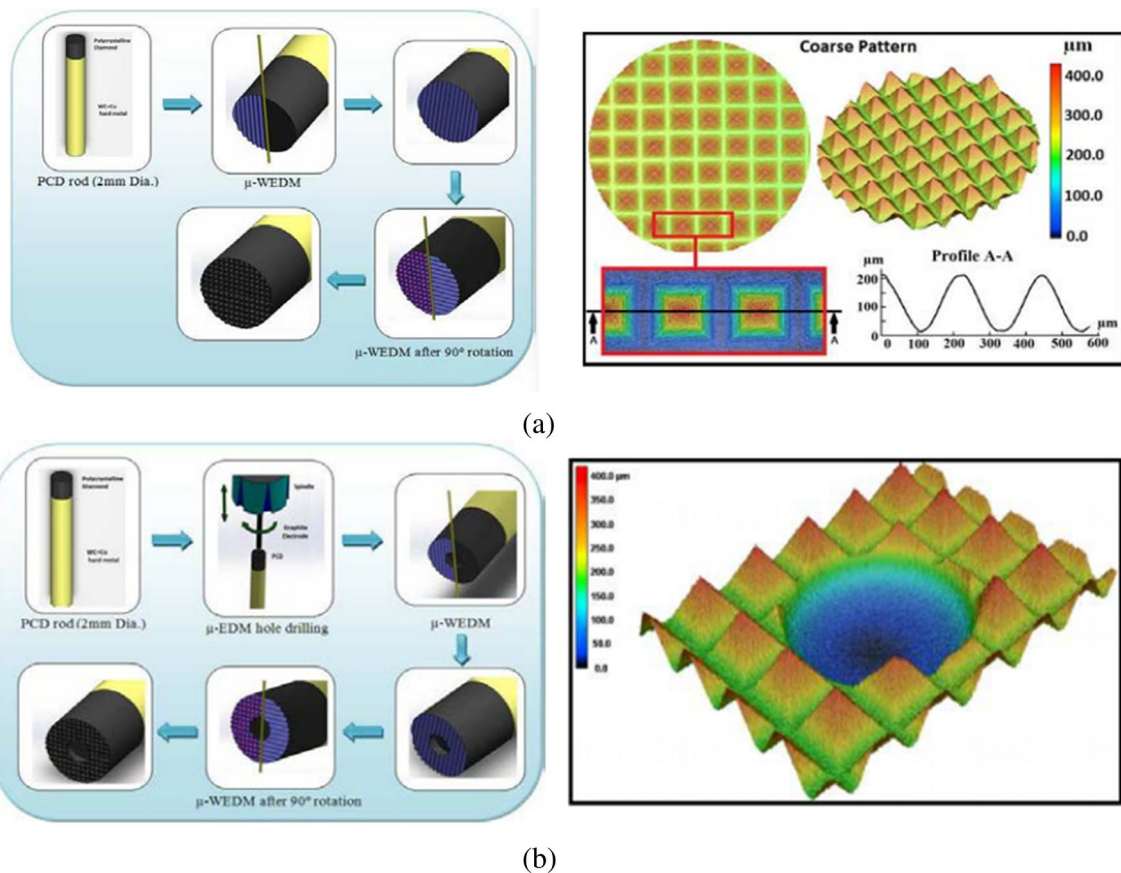 Polycrystalline
Diamond
WC+Co
hard metal
PCD rod (2mm Dia.)
μ-WEDM
μ-WEDM after 90° rotation
Coarse Pattern
μm
400.0
300.0
200.0
100.0
0.0
A
A
Profile A-A
μm
200
100
0
0 100 200 300 400 500 600
μm
(a)
Polycrystalline
Diamond
WC+Co
hard metal
PCD rod (2mm Dia.)
Spindle
Graphite
Electrode
PCD
μ-EDM hole drilling
μ-WEDM
μ-WEDM after 90° rotation
400.0 μm
350.0
300.0
250.0
200.0
150.0
100.0
50.0
0.0
(b)